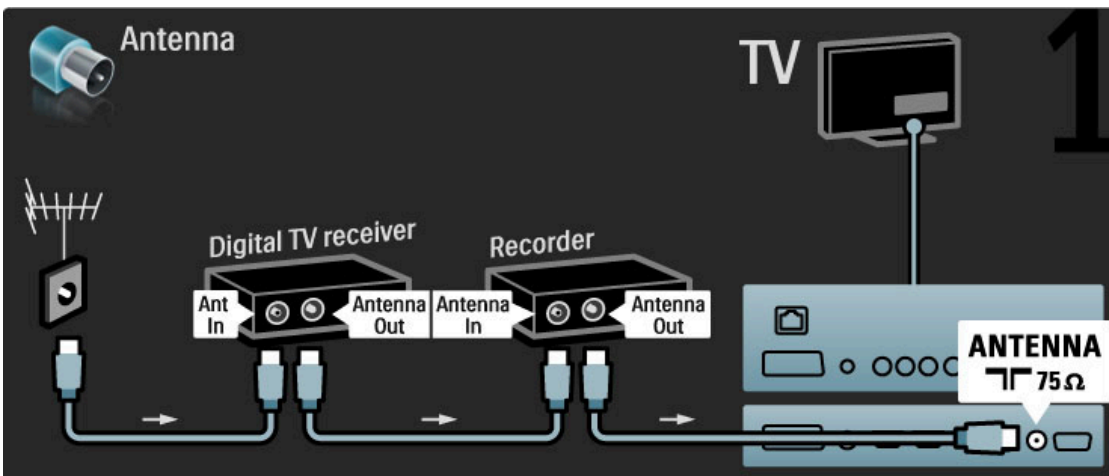 Antenna
TV
1
Digital TV receiver
Recorder
Ant
In
Antenna
Out
Antenna
In
Antenna
Out
ANTENNA
75 Ω